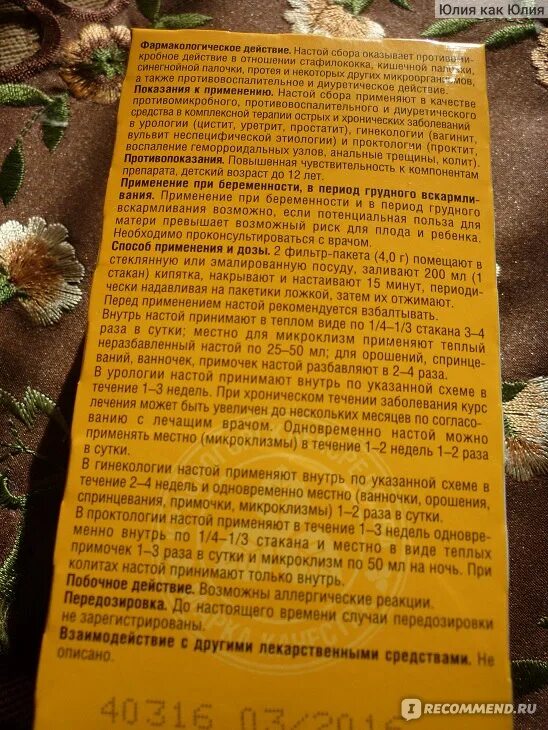 Юлия как Юлия
Фармакологическое действие. Настой сбора оказывает противоми-
кробное действие в отношении стафилококка, кишечной палочки,
синегнойной палочки, протея и некоторых других микроорганизмов,
а также противовоспалительное и диуретическое действие.
Показания к применению. Настой сбора применяют в качестве
противомикробного, противовоспалительного и диуретического
средства в комплексной терапии острых и хронических заболеваний
в урологии (цистит, уретрит, простатит), гинекологии (вагинит,
вульвит неспецифической этиологии) и проктологии (проктит,
воспаление геморроидальных узлов, анальные трещины, колит).
Противопоказания. Повышенная чувствительность к компонентам
препарата, детский возраст до 12 лет.
Применение при беременности, в период грудного вскармли-
вания. Применение при беременности и в период грудного
вскармливания возможно, если потенциальная польза для
матери превышает возможный риск для плода и ребенка.
Необходимо проконсультироваться с врачом.
Способ применения и дозы. 2 фильтр-пакета (4,0 г) помещают в
стеклянную или эмалированную посуду, заливают 200 мл (1
стакан) кипятка, накрывают и настаивают 15 минут, периоди-
чески надавливая на пакетики ложкой, затем их отжимают.
Перед применением настой рекомендуется взбалтывать.
Внутрь настой принимают в теплом виде по 1/4–1/3 стакана 3–4
раза в сутки; местно для микроклизм применяют теплый
неразбавленный настой по 25–50 мл; для орошений, спринце-
ваний, ванночек, примочек настой разбавляют в 2–4 раза.
В урологии настой принимают внутрь по указанной схеме в
течение 1–3 недель. При хроническом течении заболевания курс
лечения может быть увеличен до нескольких месяцев по согласо-
ванию с лечащим врачом. Одновременно настой можно
применять местно (микроклизмы) в течение 1–2 недель 1–2 раза
в сутки.
В гинекологии настой применяют внутрь по указанной схеме в
течение 2–4 недель и одновременно местно (ванночки, орошения,
спринцевания, примочки, микроклизмы) 1–2 раза в сутки.
В проктологии настой применяют в течение 1–3 недель одновре-
менно внутрь по 1/4–1/3 стакана и местно в виде теплых
примочек 1–3 раза в сутки и микроклизм по 50 мл на ночь. При
колитах настой принимают только внутрь.
Побочное действие. Возможны аллергические реакции.
Передозировка. До настоящего времени случаи передозировки
не зарегистрированы.
Взаимодействие с другими лекарственными средствами. Не
описано.
40316 03/2016
IRECOMMEND.RU